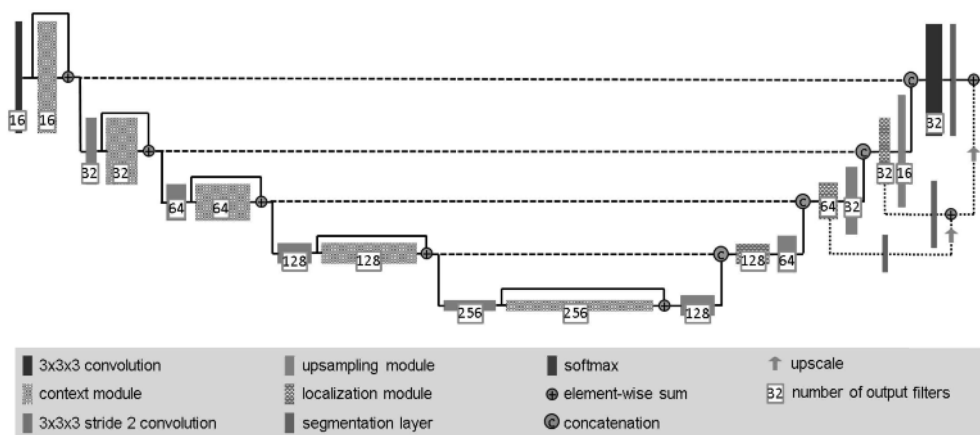 16 16 32
32 32 32 16
64 64 64 32
128 128 128 64
256 256 128
3x3x3 convolution upsampling module softmax upscale
context module localization module element-wise sum 32 number of output filters
3x3x3 stride 2 convolution segmentation layer C concatenation
C
C
C
C